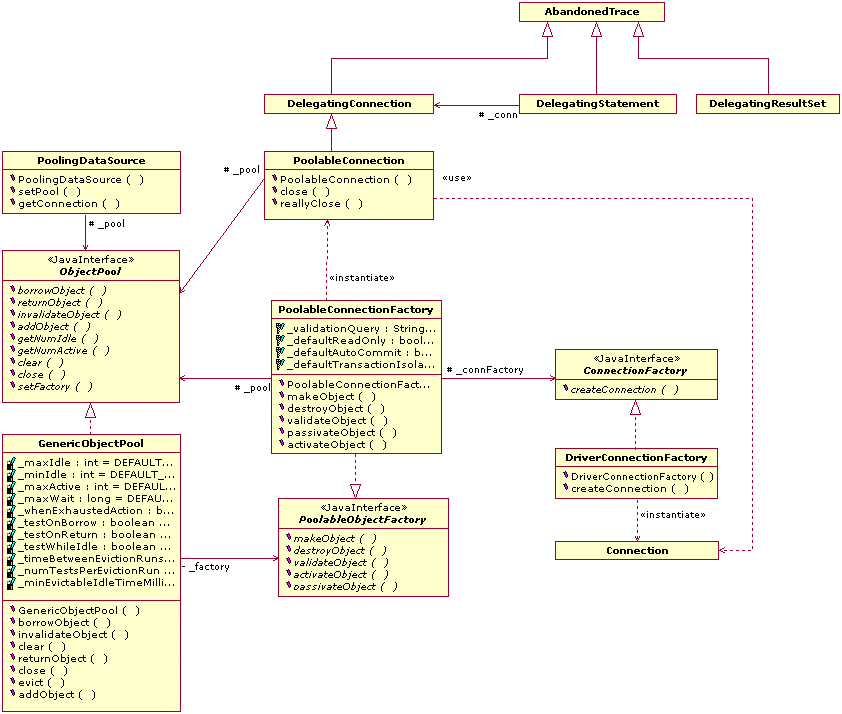 AbandonedTrace
DelegatingConnection
DelegatingStatement
DelegatingResultSet
# _conn
PoolingDataSource
PoolingDataSource ( )
setPool ( )
getConnection ( )
# _pool
PoolableConnection
PoolableConnection ( )
close ( )
reallyClose ( )
«use»
# _pool
«JavaInterface»
ObjectPool
borrowObject ( )
returnObject ( )
invalidateObject ( )
addObject ( )
getNumIdle ( )
getNumActive ( )
clear ( )
close ( )
setFactory ( )
«instantiate»
PoolableConnectionFactory
_validationQuery : String...
_defaultReadOnly : bool...
_defaultAutoCommit : b...
_defaultTransactionIsola...
PoolableConnectionFact...
makeObject ( )
destroyObject ( )
validateObject ( )
passivateObject ( )
activateObject ( )
# _pool
# _connFactory
«JavaInterface»
ConnectionFactory
createConnection ( )
DriverConnectionFactory
DriverConnectionFactory ( )
createConnection ( )
«instantiate»
Connection
GenericObjectPool
_maxIdle : int = DEFAULT...
_minIdle : int = DEFAULT_...
_maxActive : int = DEFAUL...
_maxWait : long = DEFAU...
_whenExhaustedAction : b...
_testOnBorrow : boolean ...
_testOnReturn : boolean ...
_testWhileIdle : boolean ...
_timeBetweenEvictionRuns...
_numTestsPerEvictionRun ...
_minEvictableIdleTimeMilli...
GenericObjectPool ( )
borrowObject ( )
invalidateObject ( )
clear ( )
returnObject ( )
close ( )
evict ( )
addObject ( )
- _factory
«JavaInterface»
PoolableObjectFactory
makeObject ( )
destroyObject ( )
validateObject ( )
activateObject ( )
passivateObject ( )